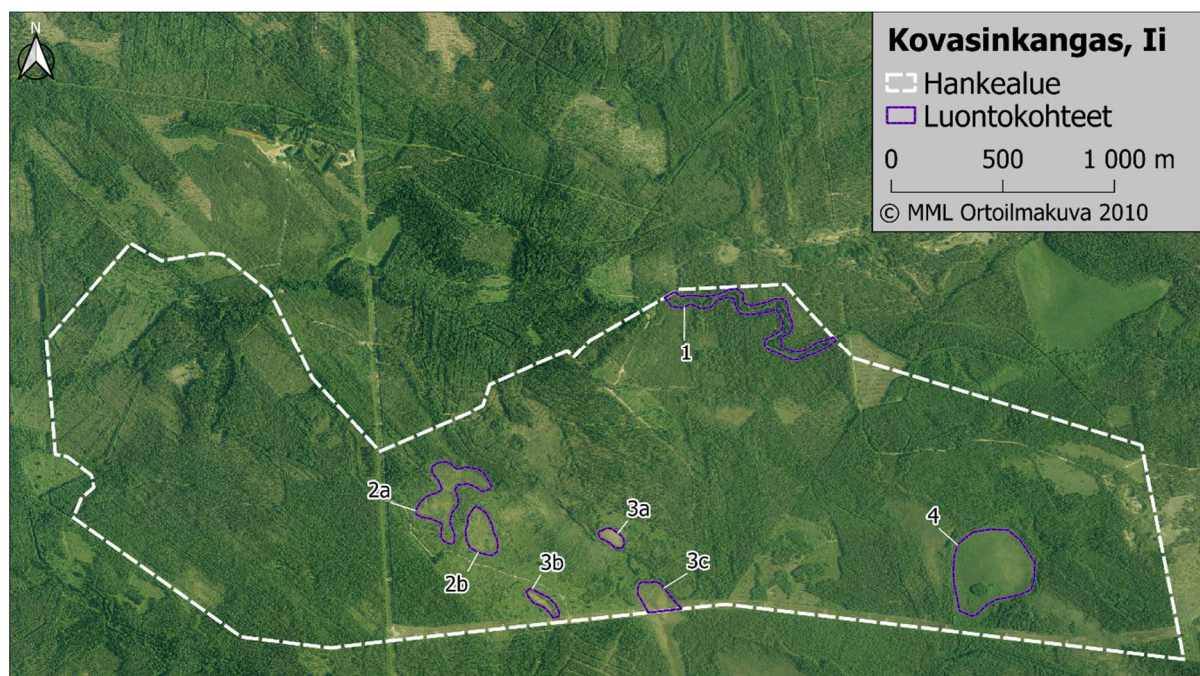 N
Kovasinkangas, Ii
Hankealue
Luontokohteet
0 500 1 000 m
© MML Ortoilmakuva 2010
1
2a
2b
3a
3b
3c
4